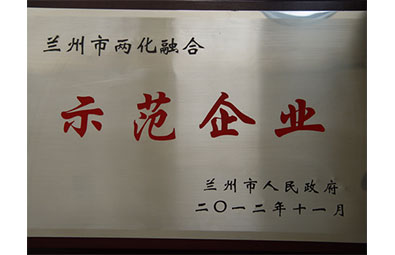 兰州市两化融合
示范企业
兰州市人民政府
二〇一二年十一月